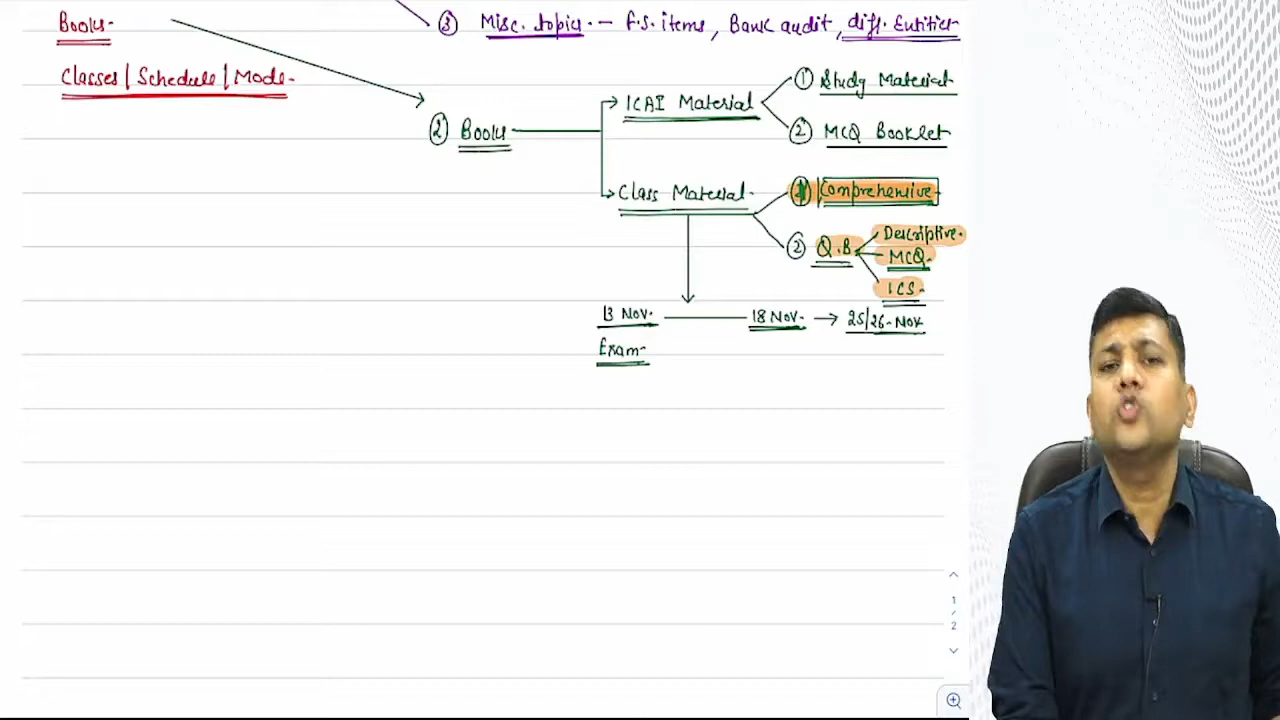 Books.
③ Misc. topics. - F.S. items, Bank audit, diff. Entities
Classes | Schedule | Mode.
② Books
ICAI Material
① Study Material
② MCQ Booklet
Class Material.
① Comprehensive.
② Q.B
Descriptive.
MCQ.
ICS.
13 Nov. 18 Nov. → 25/26-Nov
Exam.
1
/
2